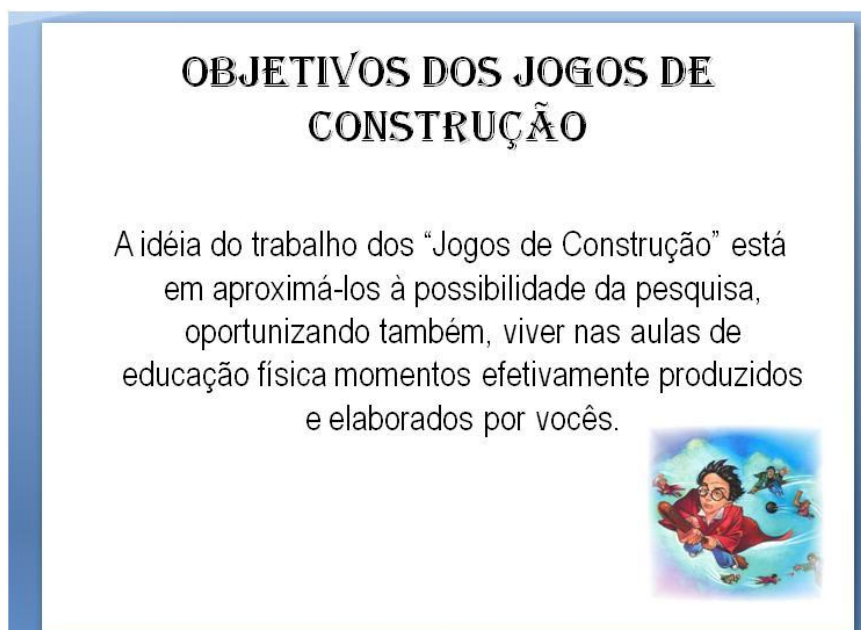 OBJETIVOS DOS JOGOS DE
CONSTRUÇÃO
A idéia do trabalho dos “Jogos de Construção” está
em aproximá-los à possibilidade da pesquisa,
oportunizando também, viver nas aulas de
educação física momentos efetivamente produzidos
e elaborados por vocês.